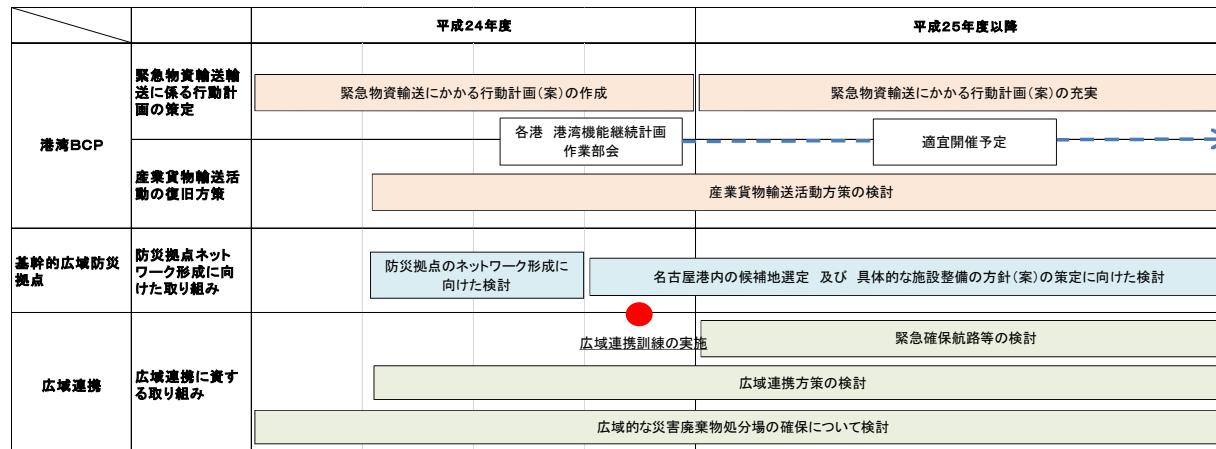 平成24年度
平成25年度以降
港湾BCP
緊急物資輸送輸
送に係る行動計
画の策定
緊急物資輸送にかかる行動計画(案)の作成
緊急物資輸送にかかる行動計画(案)の充実
各港 港湾機能継続計画
作業部会
適宜開催予定
産業貨物輸送活
動の復旧方策
産業貨物輸送活動方策の検討
基幹的広域防災
拠点
防災拠点ネット
ワーク形成に向
けた取り組み
防災拠点のネットワーク形成に
向けた検討
名古屋港内の候補地選定 及び 具体的な施設整備の方針(案)の策定に向けた検討
広域連携訓練の実施
広域連携
広域連携に資す
る取り組み
緊急確保航路等の検討
広域連携方策の検討
広域的な災害廃棄物処分場の確保について検討